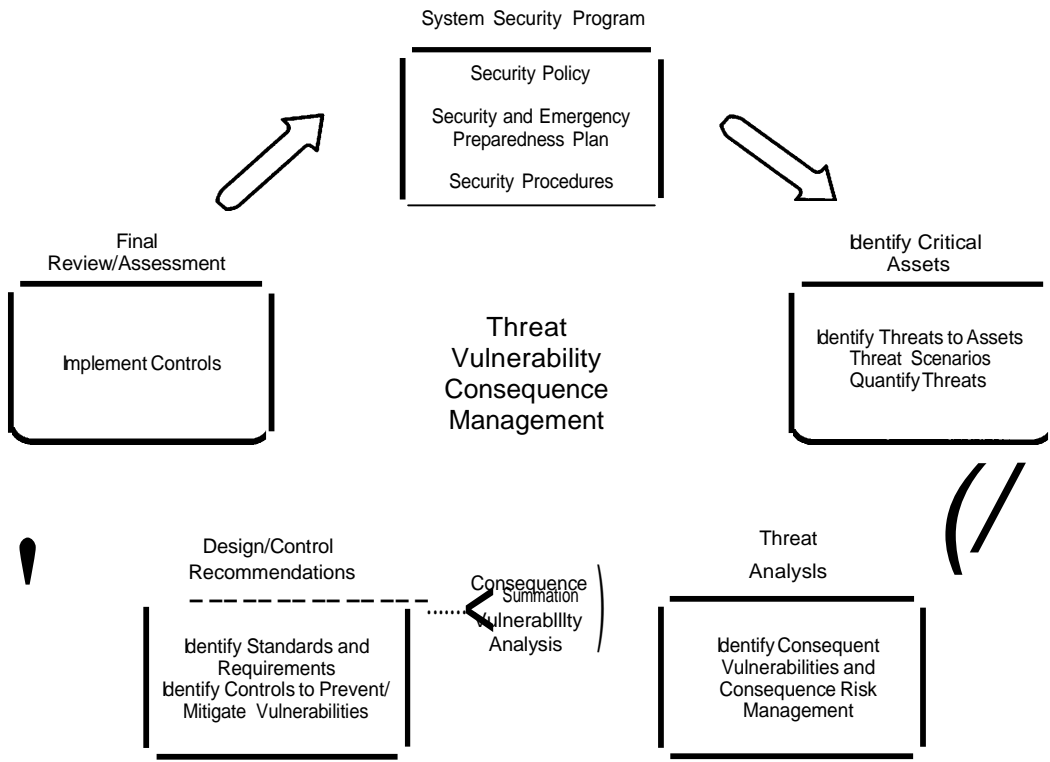 System Security Program
Security Policy
Security and Emergency
Preparedness Plan
Security Procedures
Final
Review/Assessment
Implement Controls
Identify Critical
Assets
Identify Threats to Assets
Threat Scenarios
Quantify Threats
Threat
Vulnerability
Consequence
Management
Design/Control
Recommendations
Identify Standards and
Requirements
Identify Controls to Prevent/
Mitigate Vulnerabilities
Consequence
Summation
Vulnerablllty
Analysis
Threat
Analysls
Identify Consequent
Vulnerabilities and
Consequence Risk
Management